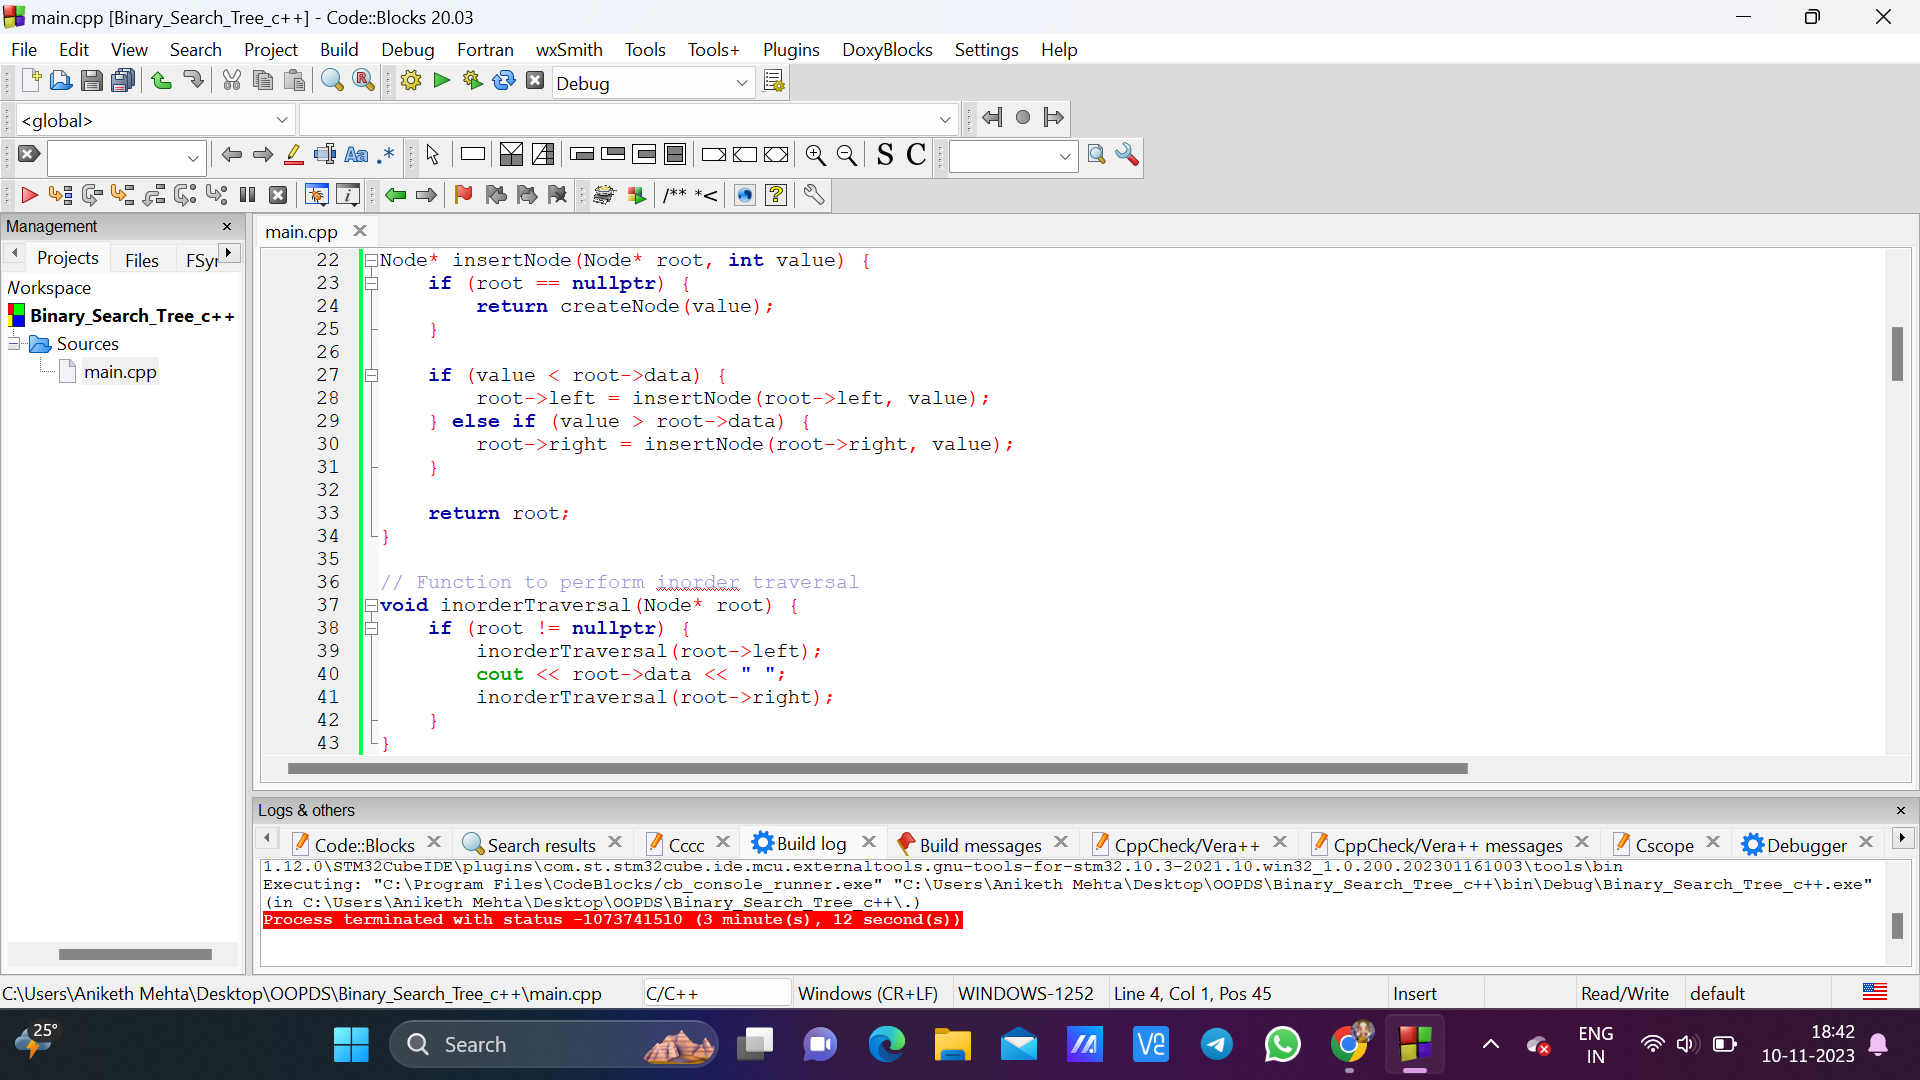 main.cpp [Binary_Search_Tree_c++] - Code::Blocks 20.03
File Edit View Search Project Build Debug Fortran wxSmith Tools Tools+ Plugins DoxyBlocks Settings Help
Debug
<global>
Aa .* S C
/** *<
Management
main.cpp
Projects Files FSyr
Workspace
Binary_Search_Tree_c++
Sources
main.cpp
22 Node* insertNode(Node* root, int value) {
23 if (root == nullptr) {
24 return createNode(value);
25 }
26
27 if (value < root->data) {
28 root->left = insertNode(root->left, value);
29 } else if (value > root->data) {
30 root->right = insertNode(root->right, value);
31 }
32
33 return root;
34 }
35
36 // Function to perform inorder traversal
37 void inorderTraversal(Node* root) {
38 if (root != nullptr) {
39 inorderTraversal(root->left);
40 cout << root->data << " ";
41 inorderTraversal(root->right);
42 }
43 }
Logs & others
Code::Blocks Search results Cccc Build log Build messages CppCheck/Vera++ CppCheck/Vera++ messages Cscope Debugger
1.12.0\STM32CubeIDE\plugins\com.st.stm32cube.ide.mcu.externaltools.gnu-tools-for-stm32.10.3-2021.10.win32_1.0.200.202301161003\tools\bin
Executing: "C:\Program Files\CodeBlocks/cb_console_runner.exe" "C:\Users\Aniketh Mehta\Desktop\OOPDS\Binary_Search_Tree_c++\bin\Debug\Binary_Search_Tree_c++.exe"
(in C:\Users\Aniketh Mehta\Desktop\OOPDS\Binary_Search_Tree_c++\.)
Process terminated with status -1073741510 (3 minute(s), 12 second(s))
C:\Users\Aniketh Mehta\Desktop\OOPDS\Binary_Search_Tree_c++\main.cpp C/C++ Windows (CR+LF) WINDOWS-1252 Line 4, Col 1, Pos 45 Insert Read/Write default
25°
Search
ENG
IN
18:42
10-11-2023